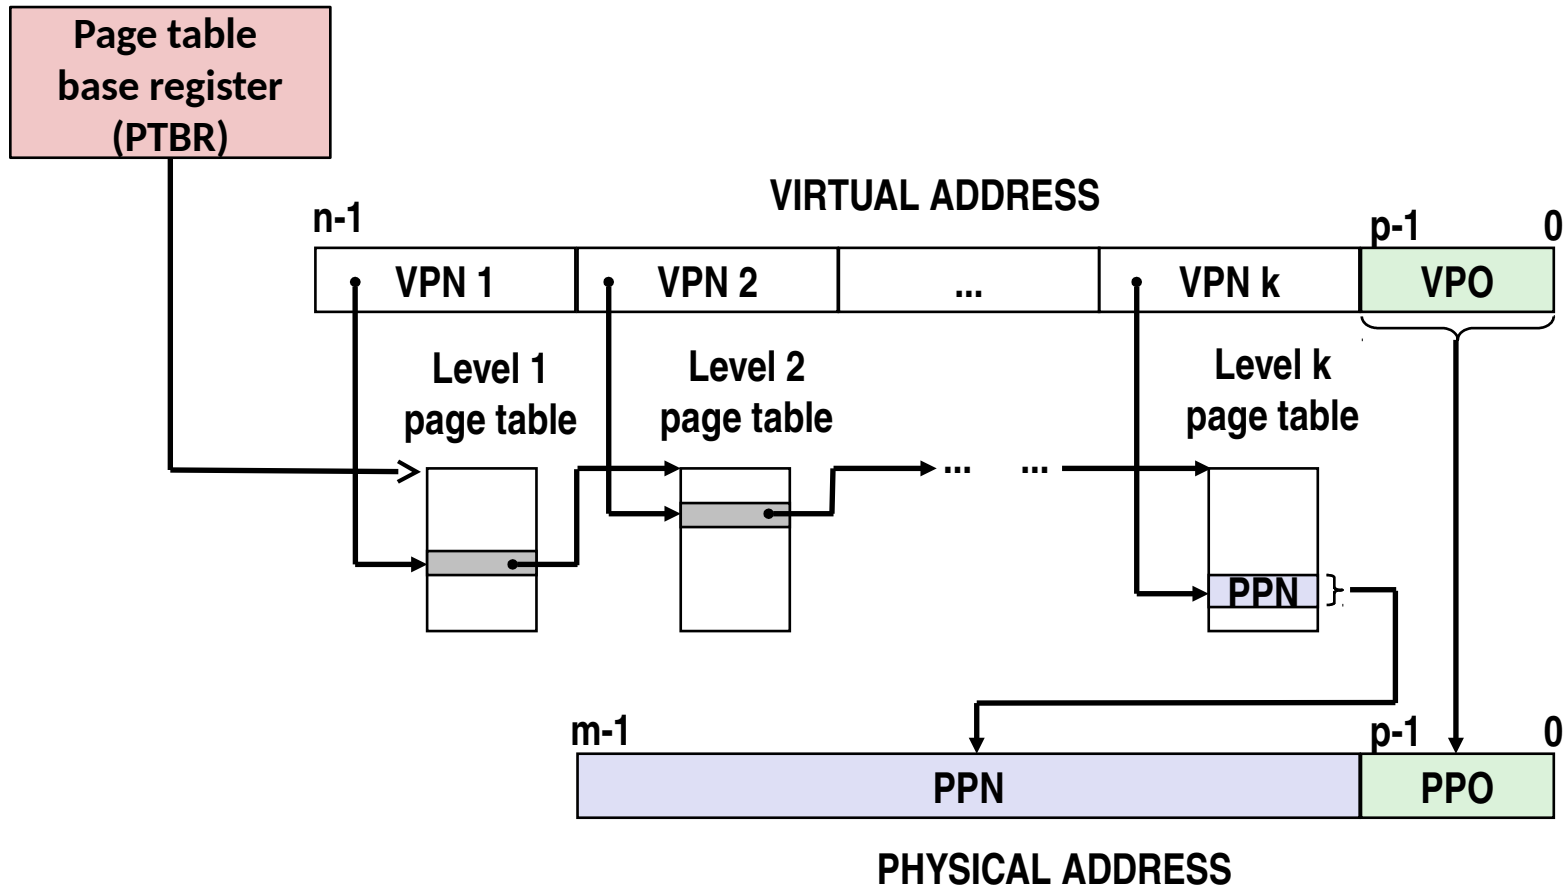 Page table
base register
(PTBR)
VIRTUAL ADDRESS
n-1
p-1
0
VPN 1
VPN 2
...
VPN k
VPO
Level 1
page table
Level 2
page table
Level k
page table
...
...
PPN
m-1
p-1
0
PPN
PPO
PHYSICAL ADDRESS